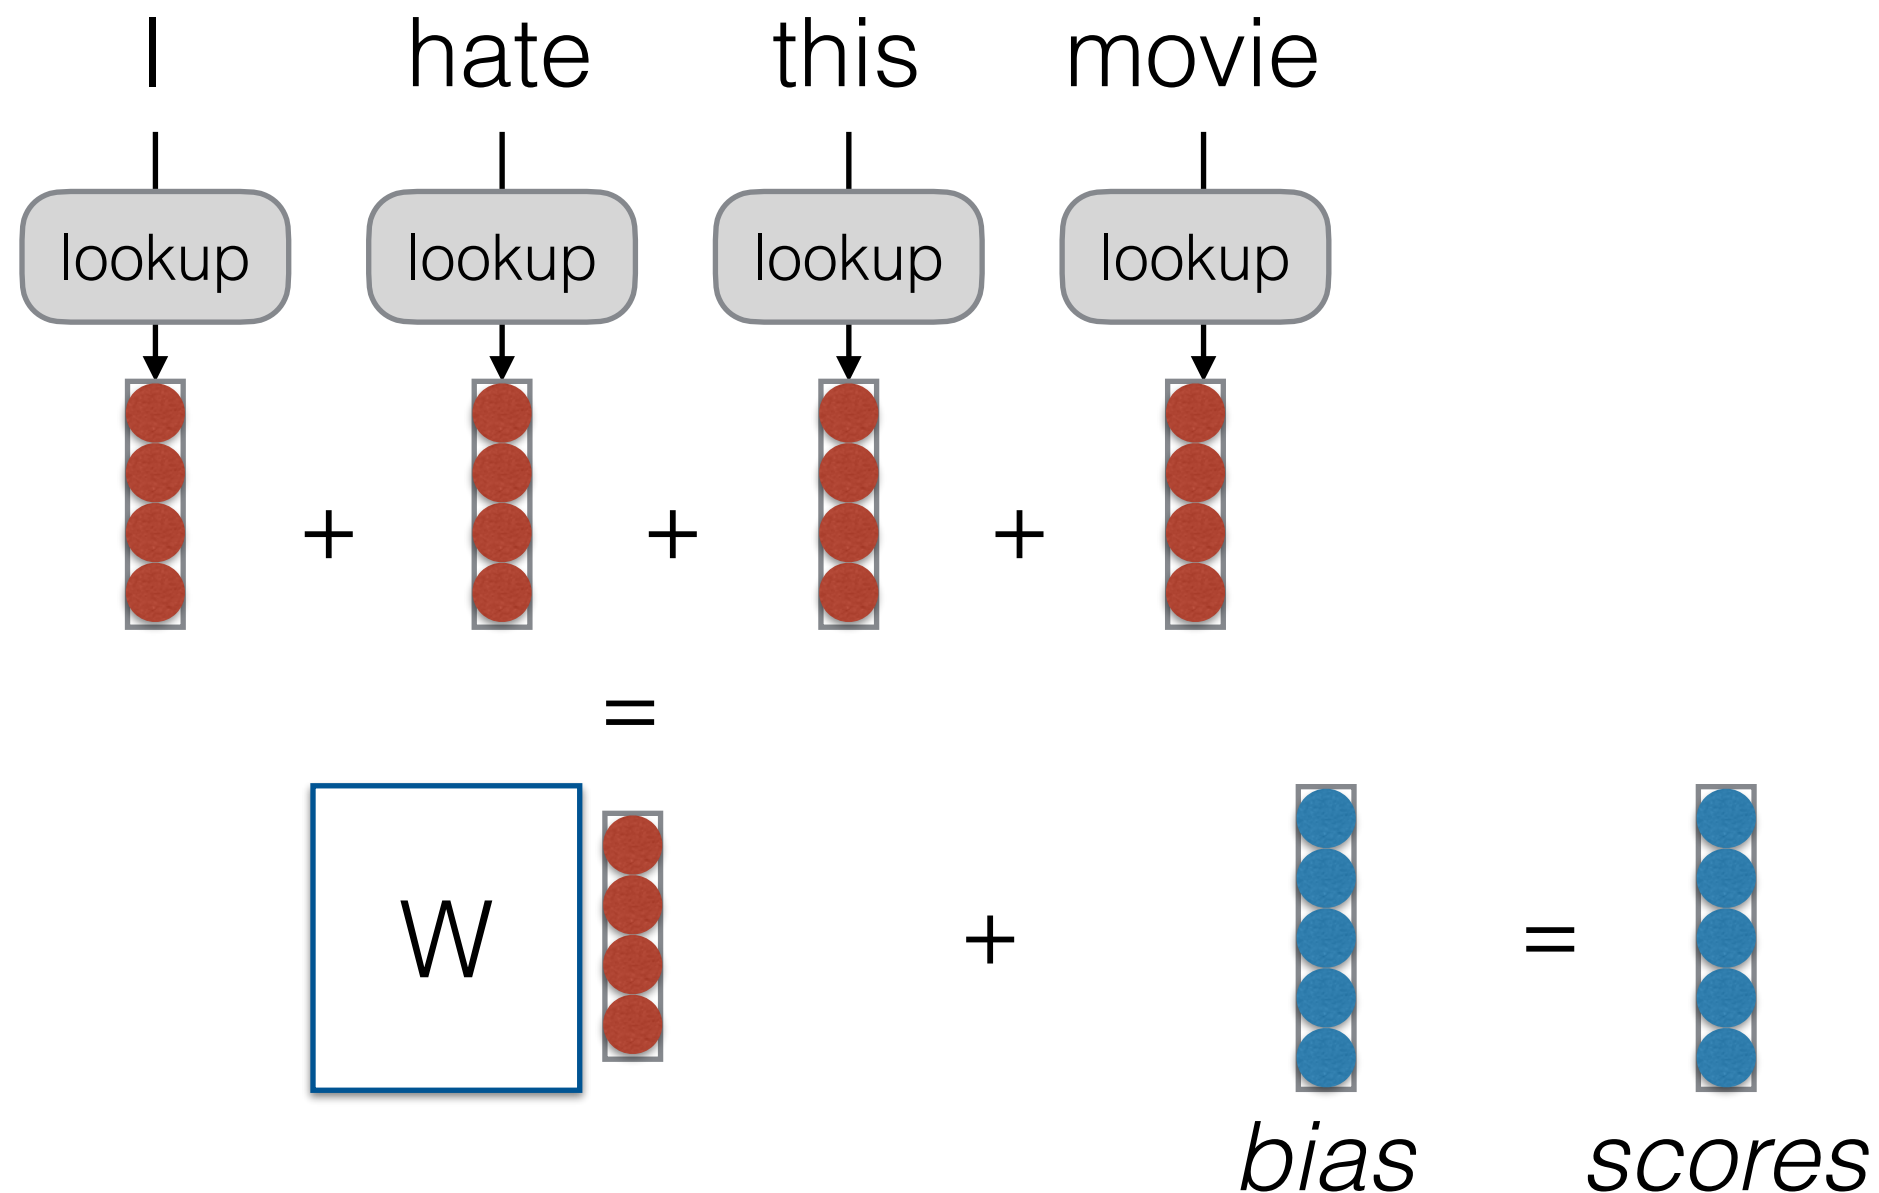 I hate this movie
lookup lookup lookup lookup
+ + +
=
W + =
bias scores